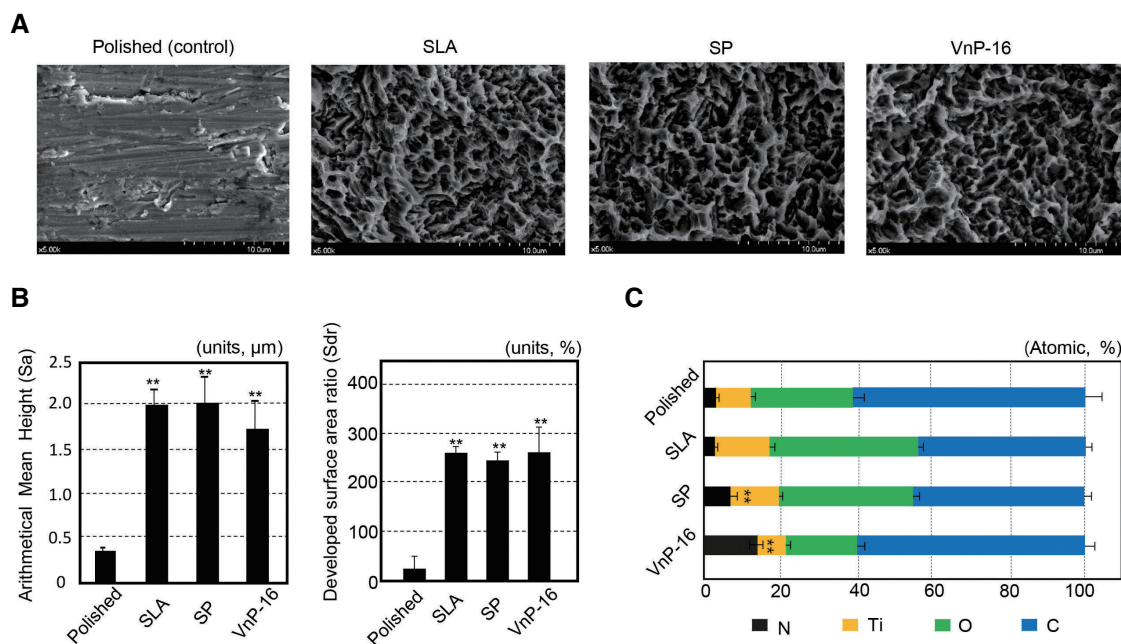 A
Polished (control)
SLA
SP
VnP-16
x5.00k 10.0um
x5.00k 10.0um
x5.00k 10.0um
x5.00k 10.0um
B
(units, µm)
Arithmetical Mean Height (Sa)
2.5
2.0
1.5
1.0
0.5
0
**
**
**
Polished
SLA
SP
VnP-16
(units, %)
Developed surface area ratio (Sdr)
400
300
200
100
0
**
**
**
Polished
SLA
SP
VnP-16
C
(Atomic, %)
Polished
SLA
SP
VnP-16
**
**
0 20 40 60 80 100
N Ti O C